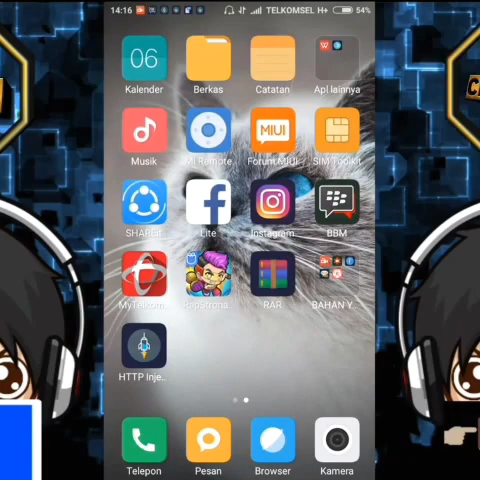 14:16 TELKOMSEL H+ 54%
06
Kalender Berkas Catatan Apl lainnya
MIUI
Musik Mi Remote Forum MIUI SIM Toolkit
SHAREit Lite Instagram BBM
MyTelkom.. RAR BAHAN Y..
HTTP Inje..
Telepon Pesan Browser Kamera